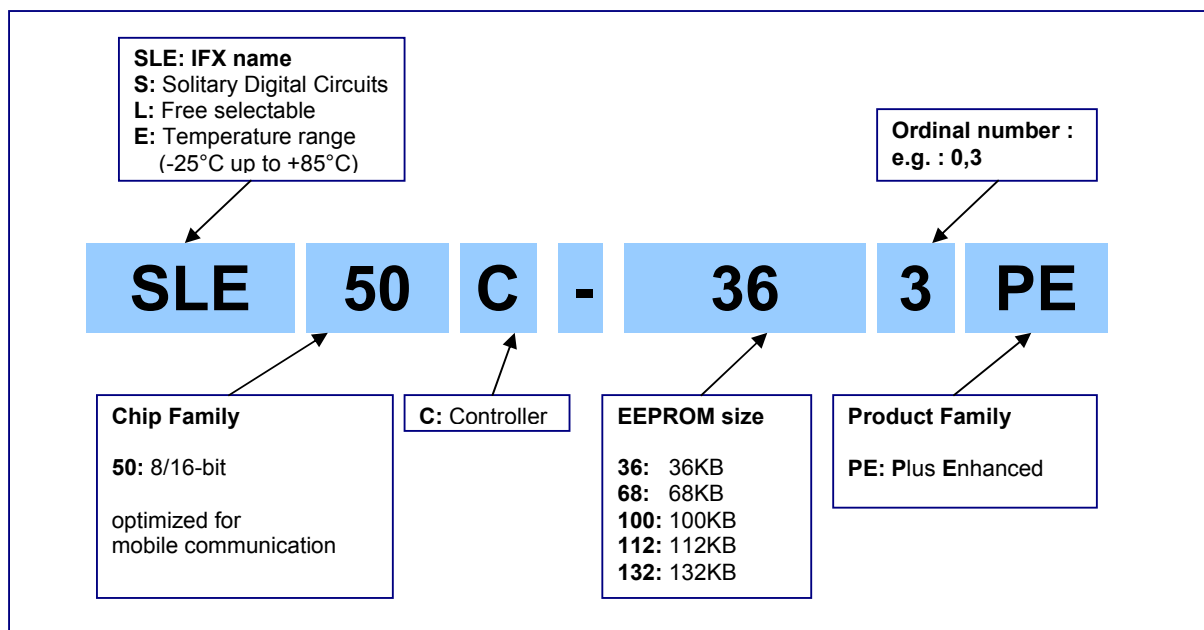 SLE: IFX name
S: Solitary Digital Circuits
L: Free selectable
E: Temperature range
(-25°C up to +85°C)
Ordinal number :
e.g. : 0,3
SLE 50 C - 36 3 PE
Chip Family
50: 8/16-bit
optimized for
mobile communication
C: Controller
EEPROM size
36: 36KB
68: 68KB
100: 100KB
112: 112KB
132: 132KB
Product Family
PE: Plus Enhanced